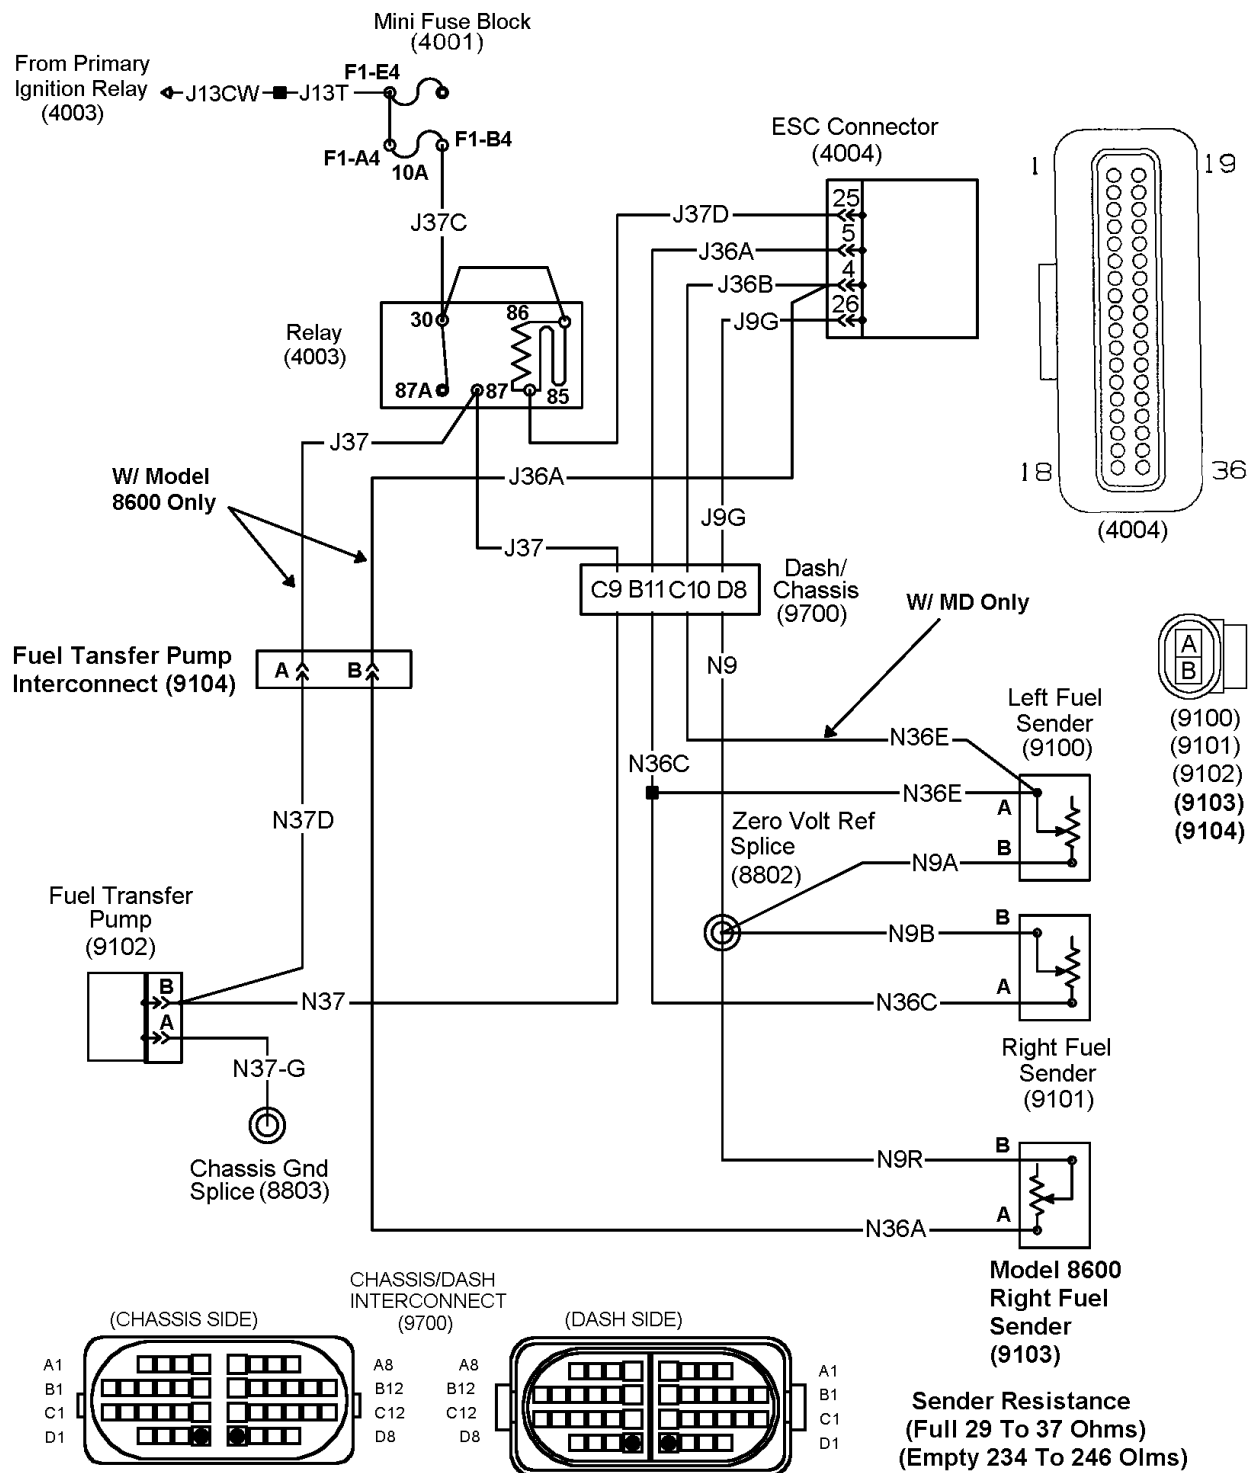 Mini Fuse Block
(4001)
From Primary
Ignition Relay
(4003)
J13CW
J13T
F1-E4
F1-A4
10A
F1-B4
J37C
ESC Connector
(4004)
25
5
4
26
J37D
J36A
J36B
J9G
1
19
18
36
(4004)
Relay
(4003)
30
86
87A
87
85
J37
J36A
W/ Model
8600 Only
J9G
J37
C9 B11 C10 D8
Dash/
Chassis
(9700)
W/ MD Only
A
B
(9100)
(9101)
(9102)
(9103)
(9104)
Fuel Tansfer Pump
Interconnect (9104)
A
B
N9
Left Fuel
Sender
(9100)
N36E
N36C
N36E
A
B
N37D
Zero Volt Ref
Splice
(8802)
N9A
Fuel Transfer
Pump
(9102)
B
A
N9B
B
A
N37
N36C
N37-G
Right Fuel
Sender
(9101)
Chassis Gnd
Splice (8803)
N9R
B
A
N36A
Model 8600
Right Fuel
Sender
(9103)
CHASSIS/DASH
INTERCONNECT
(9700)
(CHASSIS SIDE)
(DASH SIDE)
A1
A8
A8
A1
B1
B12
B12
B1
C1
C12
C12
C1
D1
D8
D8
D1
Sender Resistance
(Full 29 To 37 Ohms)
(Empty 234 To 246 Olms)